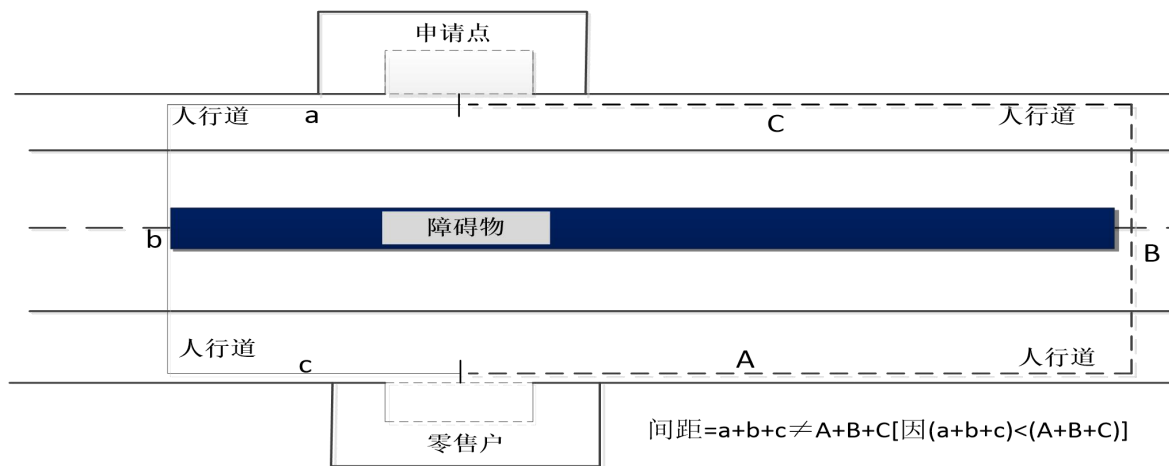 申请点
人行道
a
C
人行道
障碍物
b
B
人行道
c
A
人行道
零售户
间距=a+b+c≠A+B+C[因(a+b+c)<(A+B+C)]